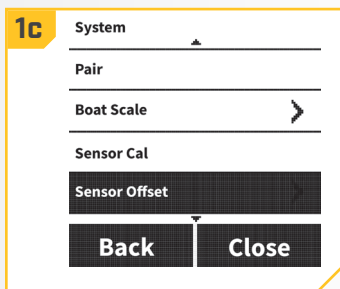 1c
System
Pair
Boat Scale
Sensor Cal
Sensor Offset
Back Close